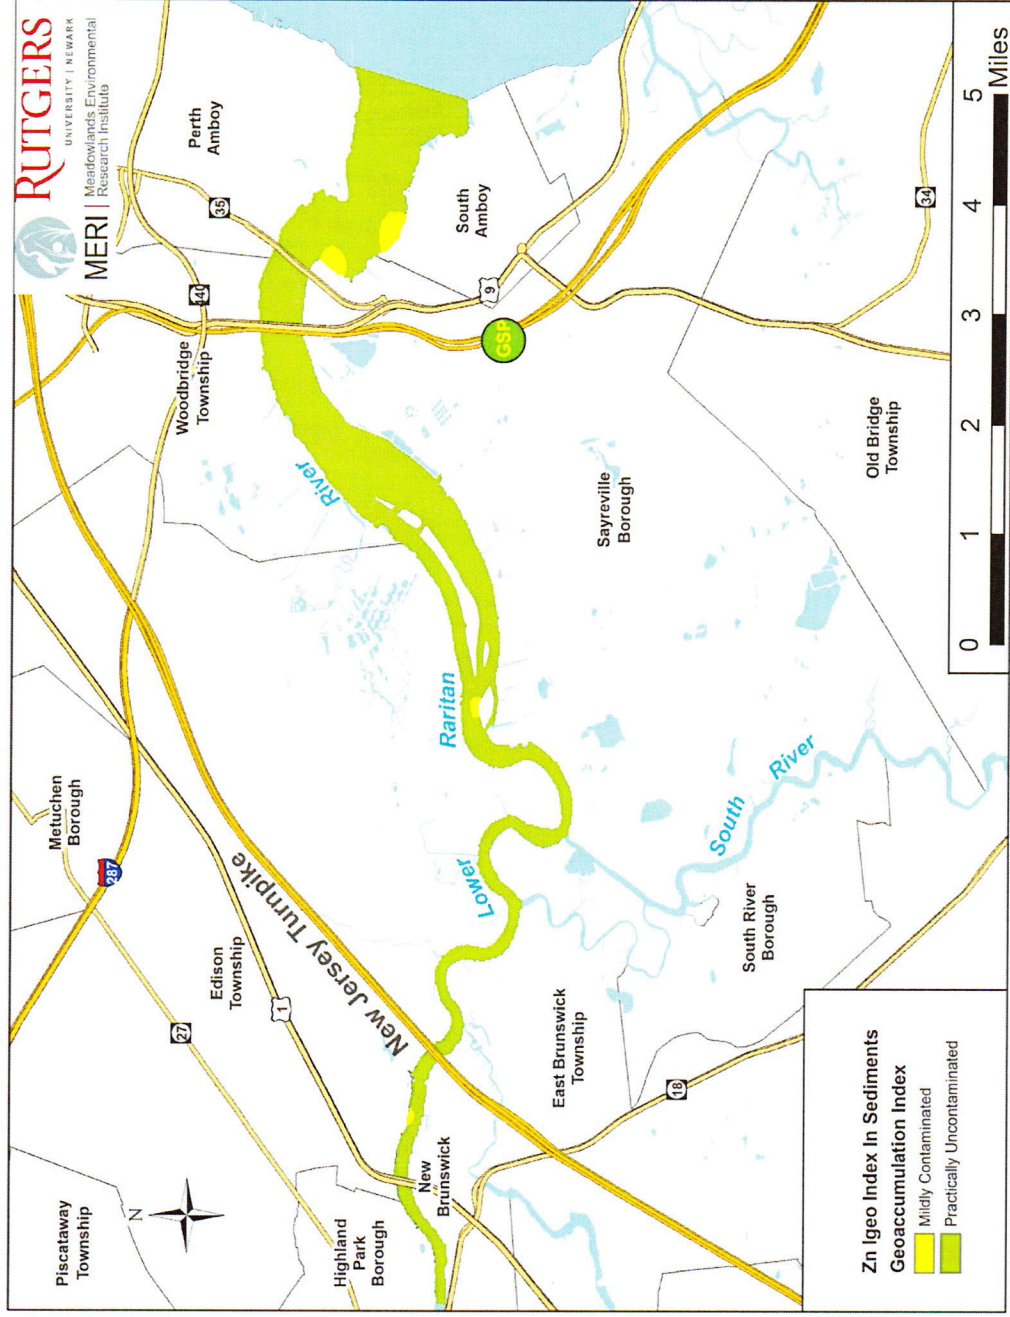 RUTGERS
UNIVERSITY | NEWARK
MERI | Meadowlands Environmental
Research Institute
Piscataway
Township
N
Metuchen
Borough
287
27
Edison
Township
1
New Jersey Turnpike
Woodbridge
Township
440
35
Perth
Amboy
Highland
Park
Borough
New
Brunswick
Lower
Raritan
River
South
Amboy
9
GSP
East Brunswick
Township
18
South River
Borough
South
River
Sayreville
Borough
Old Bridge
Township
34
Zn Igeo Index In Sediments
Geoaccumulation Index
Mildly Contaminated
Practically Uncontaminated
0 1 2 3 4 5
Miles